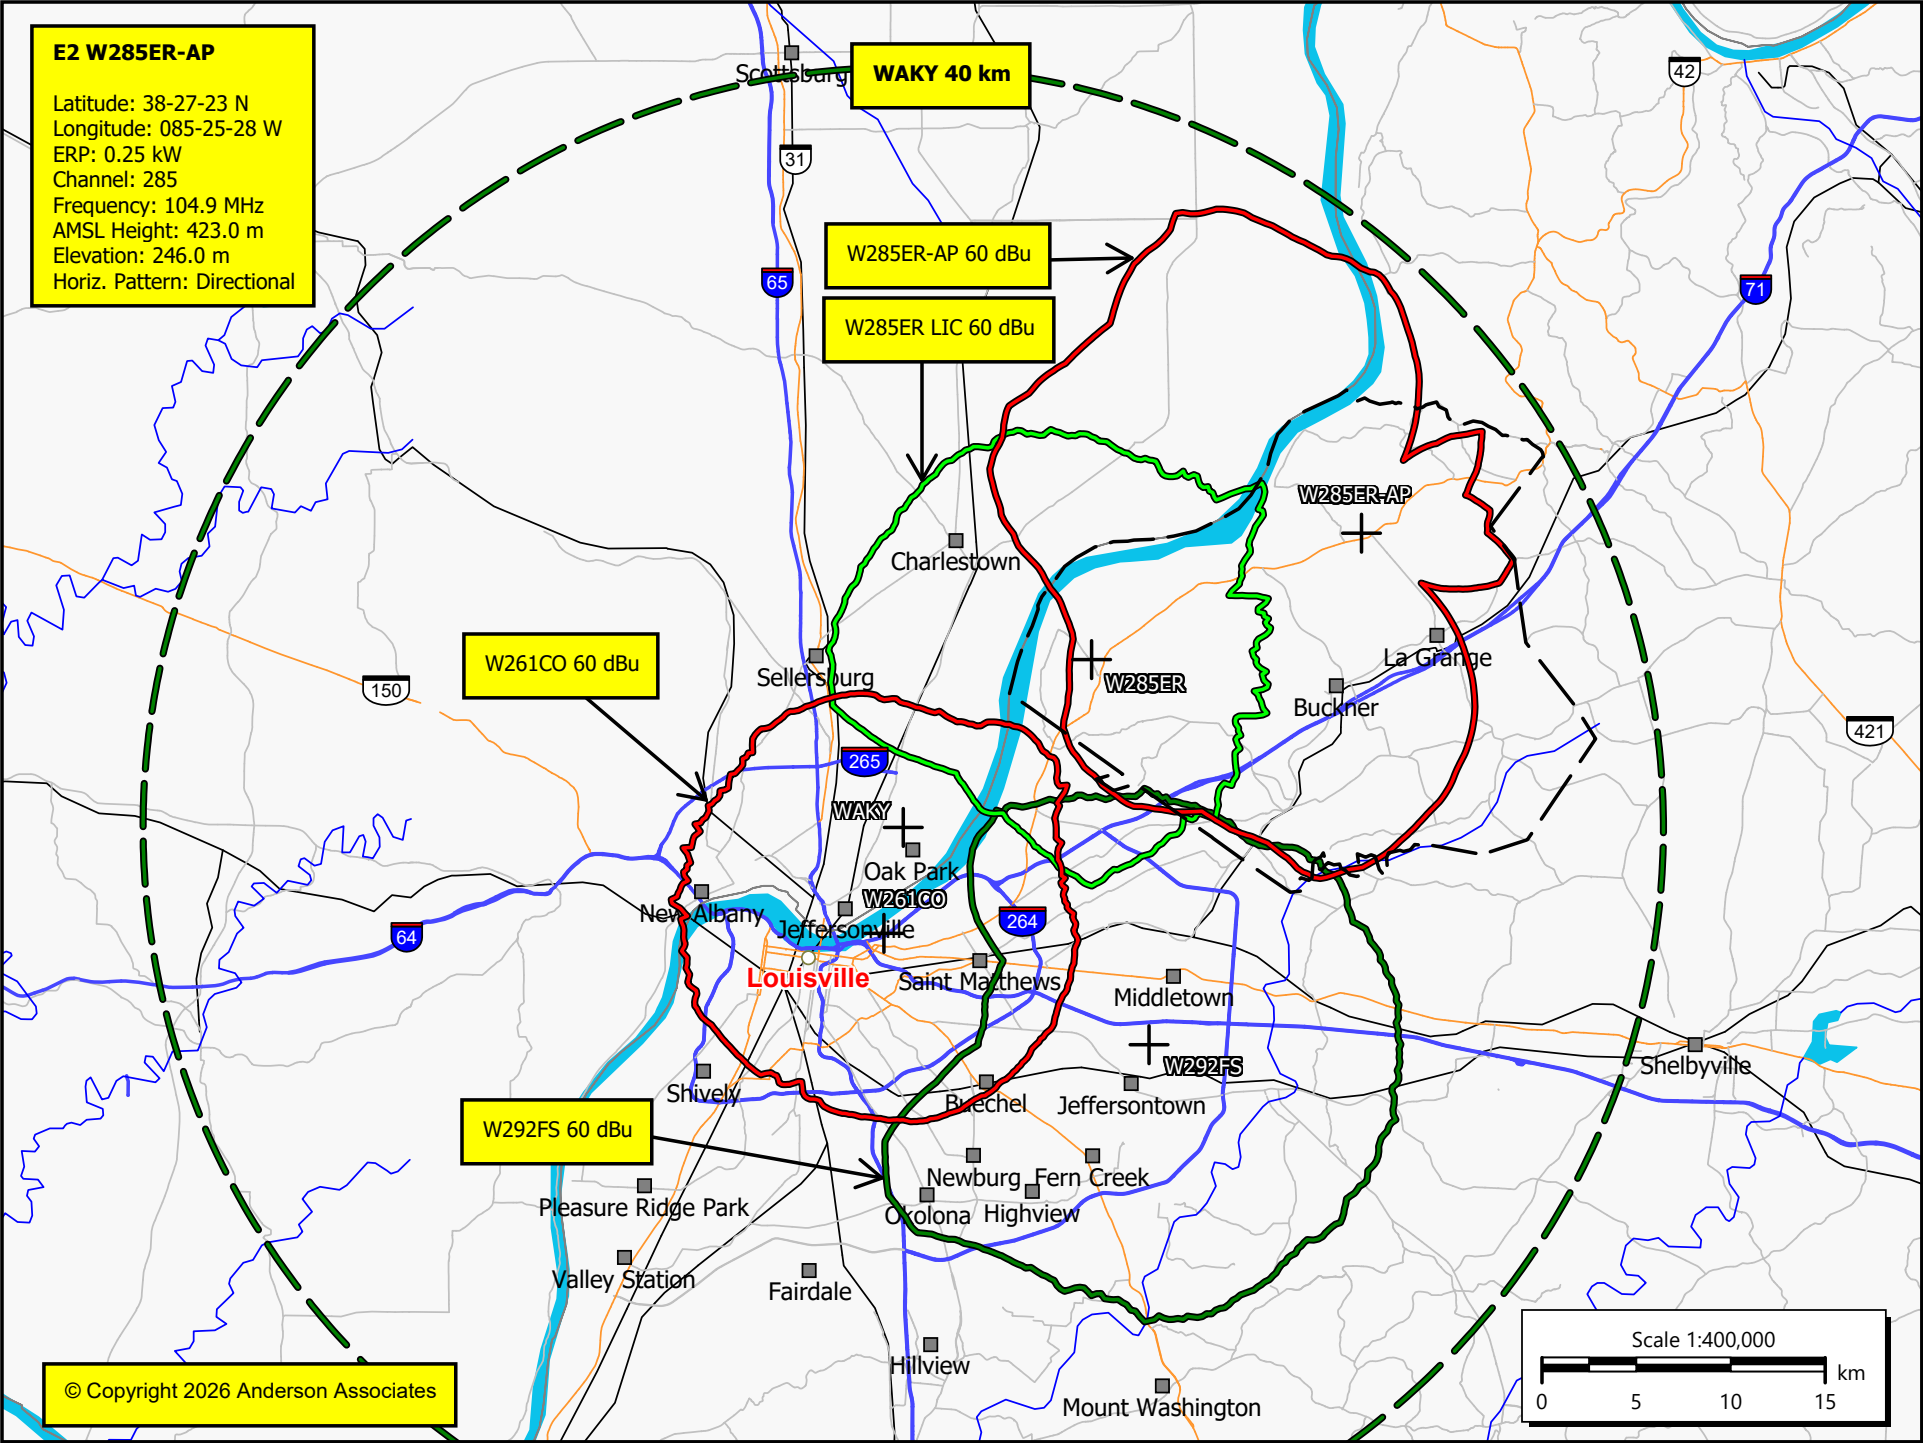 E2 W285ER-AP
Latitude: 38-27-23 N
Longitude: 085-25-28 W
ERP: 0.25 kW
Channel: 285
Frequency: 104.9 MHz
AMSL Height: 423.0 m
Elevation: 246.0 m
Horiz. Pattern: Directional
Scottsburg
WAKY 40 km
42
31
W285ER-AP 60 dBu
65
71
W285ER LIC 60 dBu
W285ER-AP
Charlestown
W261CO 60 dBu
La Grange
Sellersburg
W285ER
150
Buckner
421
265
WAKY
Oak Park
W261CO
New Albany
Jeffersonville
264
64
Louisville
Saint Matthews
Middletown
W292FS
Shelbyville
Shively
Buechel
Jeffersontown
W292FS 60 dBu
Newburg
Fern Creek
Pleasure Ridge Park
Okolona
Highview
Valley Station
Fairdale
Hillview
Mount Washington
Scale 1:400,000
km
0 5 10 15
© Copyright 2026 Anderson Associates